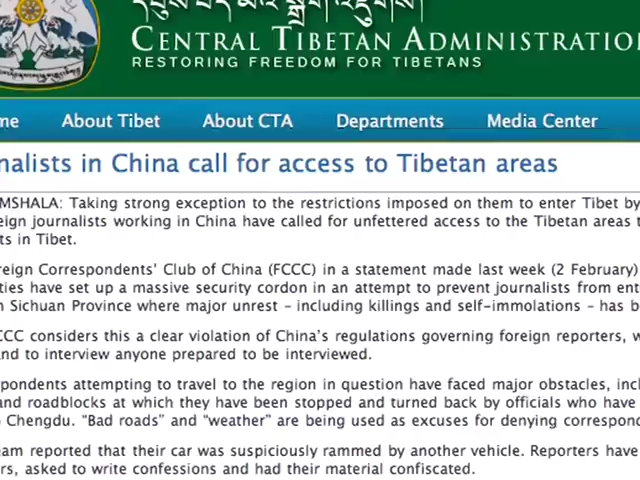 CENTRAL TIBETAN ADMINISTRATIO
RESTORING FREEDOM FOR TIBETANS
me About Tibet About CTA Departments Media Center
nalists in China call for access to Tibetan areas
MSHALA: Taking strong exception to the restrictions imposed on them to enter Tibet by
eign journalists working in China have called for unfettered access to the Tibetan areas t
ts in Tibet.
reign Correspondents' Club of China (FCCC) in a statement made last week (2 February)
ties have set up a massive security cordon in an attempt to prevent journalists from ent
n Sichuan Province where major unrest – including killings and self-immolations – has b
CCC considers this a clear violation of China's regulations governing foreign reporters, w
and to interview anyone prepared to be interviewed.
pondents attempting to travel to the region in question have faced major obstacles, incl
and roadblocks at which they have been stopped and turned back by officials who have
Chengdu. “Bad roads” and “weather” are being used as excuses for denying correspond
eam reported that their car was suspiciously rammed by another vehicle. Reporters have
rs, asked to write confessions and had their material confiscated.